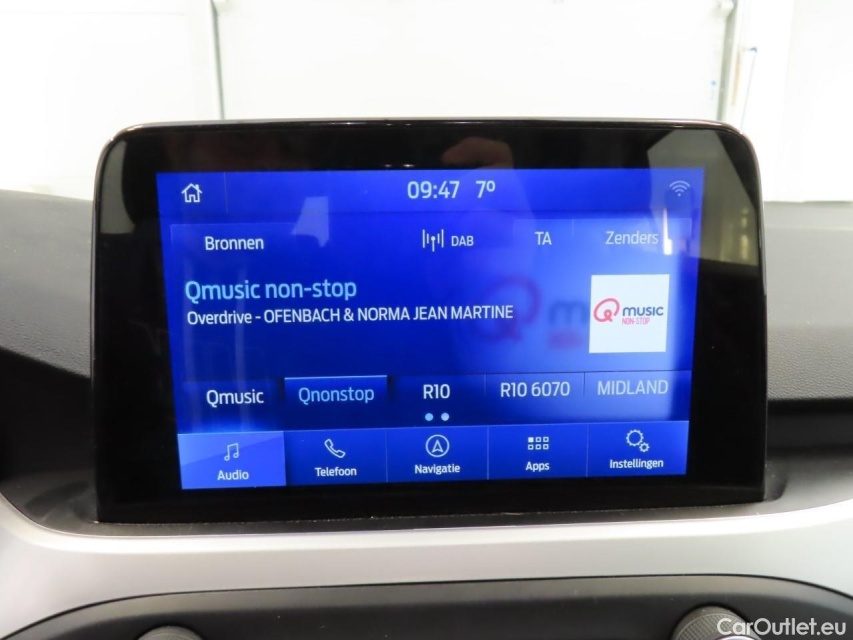 09:47 7º
Bronnen DAB TA Zenders
Qmusic non-stop
Overdrive - OFENBACH & NORMA JEAN MARTINE
Q music
NON-STOP
Qmusic Qnonstop R10 R10 6070 MIDLAND
Audio Telefoon Navigatie Apps Instellingen
CarOutlet.eu